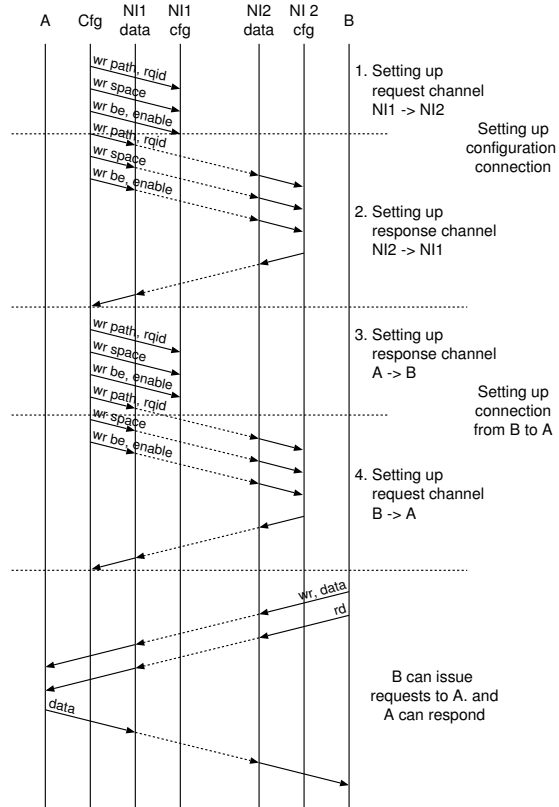 A Cfg NI1 data NI1 cfg NI2 data NI 2 cfg B
wr path, rqid
wr space
wr be, enable
1. Setting up
request channel
NI1 -> NI2
Setting up
configuration
connection
wr path, rqid
wr space
wr be, enable
2. Setting up
response channel
NI2 -> NI1
wr path, rqid
wr space
wr be, enable
3. Setting up
response channel
A -> B
Setting up
connection
from B to A
wr path, rqid
wr space
wr be, enable
4. Setting up
request channel
B -> A
wr, data
rd
data
B can issue
requests to A. and
A can respond